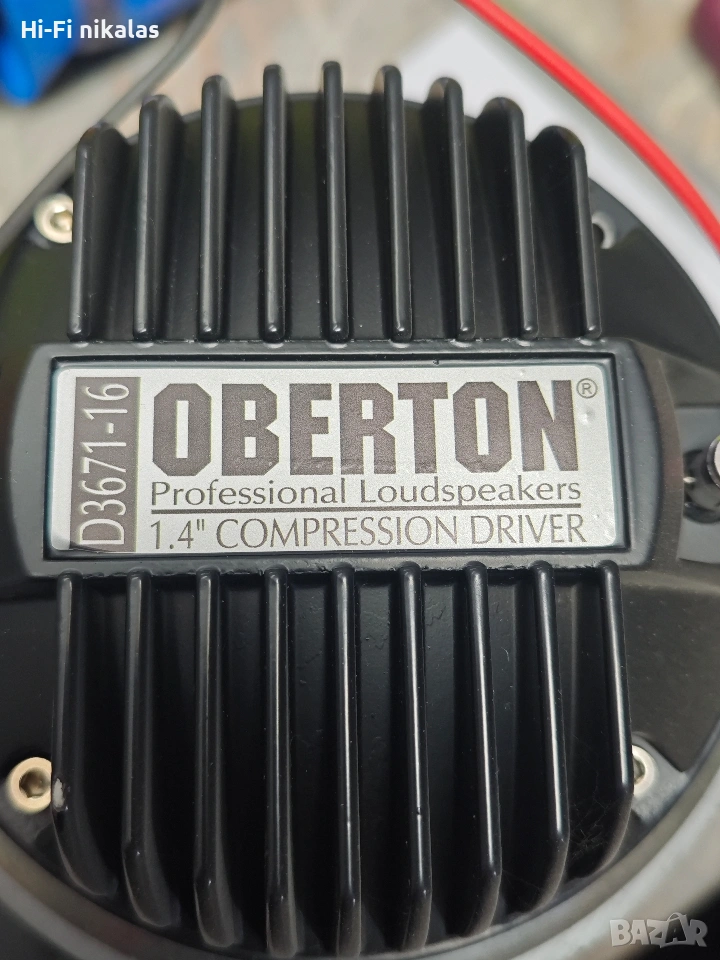 Hi-Fi nikalas
D3671-16
OBERTON®
Professional Loudspeakers
1.4" COMPRESSION DRIVER
BAZAR